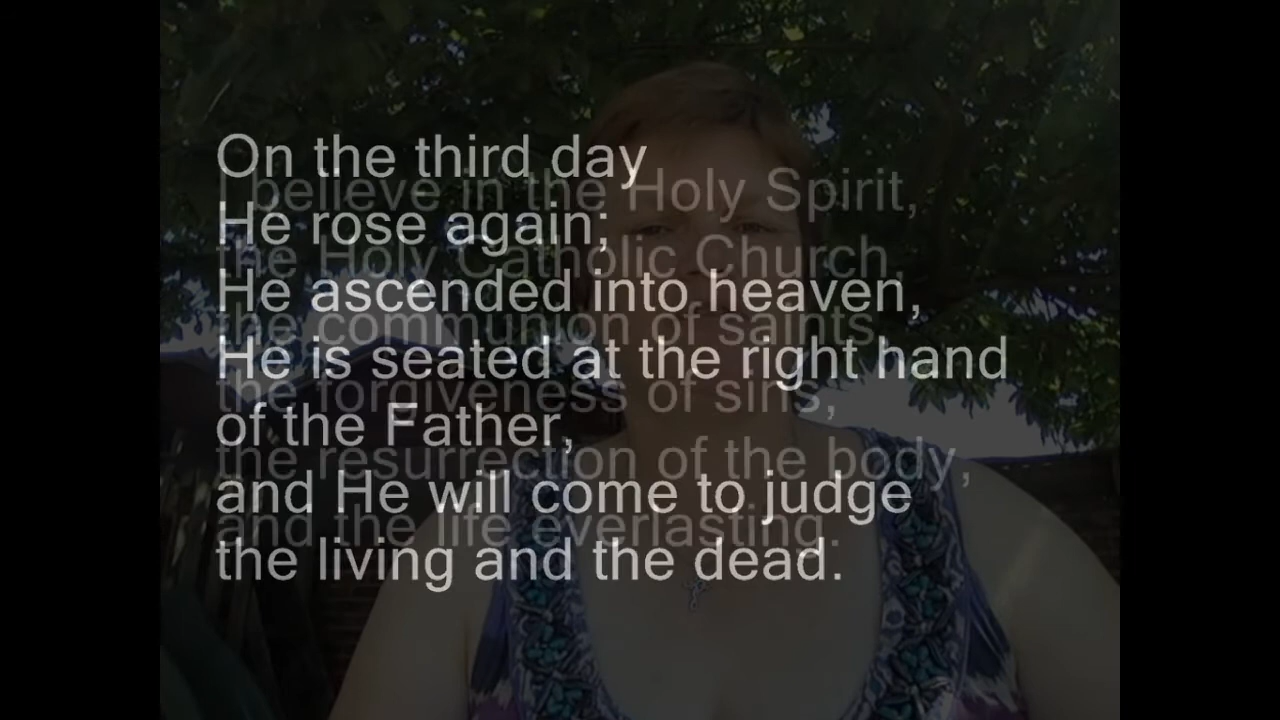 On the third day
He rose again;
He ascended into heaven,
He is seated at the right hand
of the Father,
and He will come to judge
the living and the dead.
I believe in the Holy Spirit,
the Holy Catholic Church,
the communion of saints,
the forgiveness of sins,
the resurrection of the body ,
and the life everlasting.